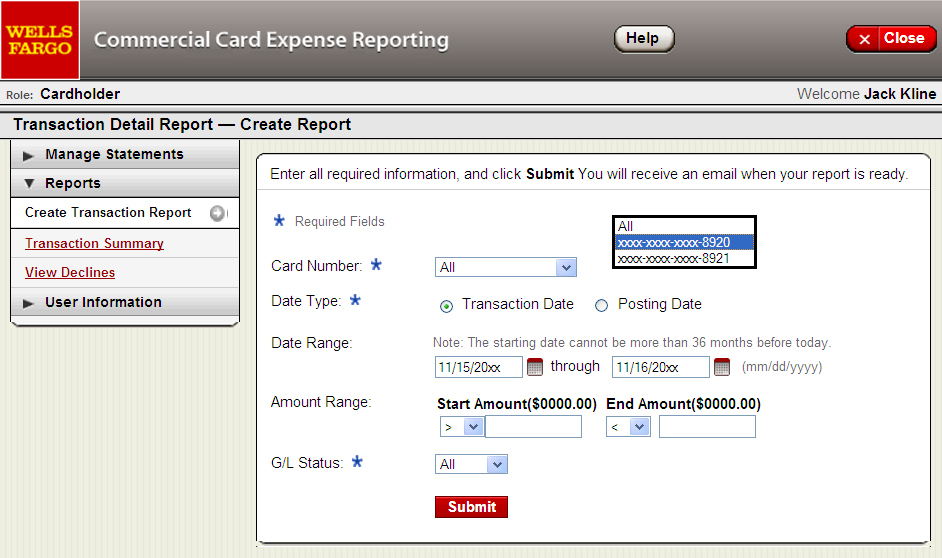 WELLS
FARGO
Commercial Card Expense Reporting
Help
× Close
Role: Cardholder
Welcome Jack Kline
Transaction Detail Report — Create Report
Manage Statements
Reports
Create Transaction Report
Transaction Summary
View Declines
User Information
Enter all required information, and click Submit You will receive an email when your report is ready.
* Required Fields
All
xxxx-xxxx-xxxx-8920
xxxx-xxxx-xxxx-8921
Card Number: * All
Date Type: * Transaction Date Posting Date
Date Range: Note: The starting date cannot be more than 36 months before today.
11/15/20xx through 11/16/20xx (mm/dd/yyyy)
Amount Range: Start Amount($0000.00) End Amount($0000.00)
> <
G/L Status: * All
Submit